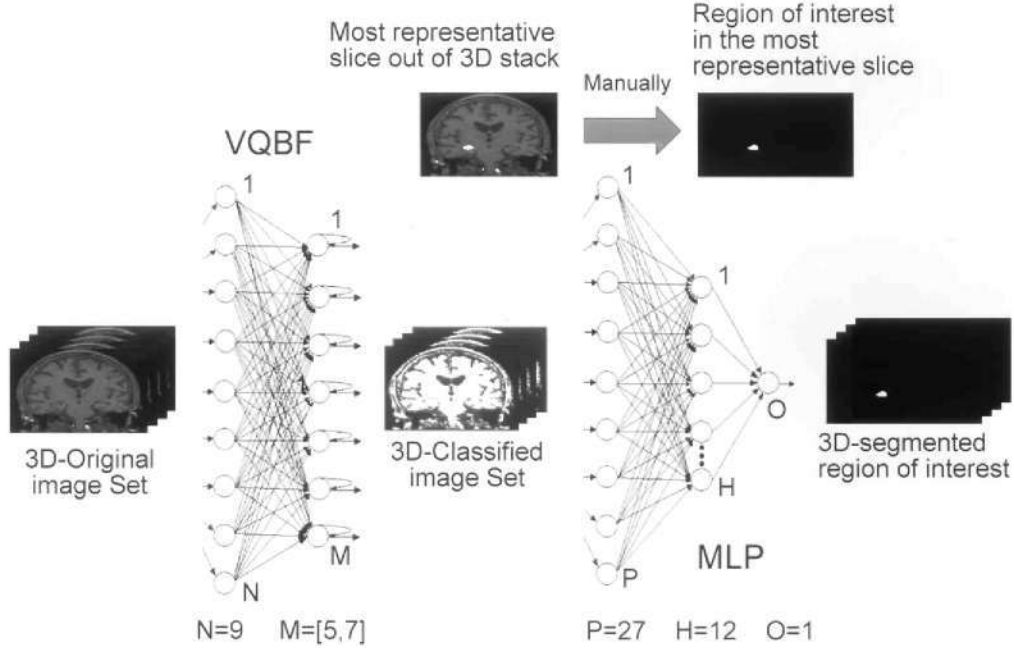 Most representative
slice out of 3D stack
Region of interest
in the most
representative slice
Manually
VQBF
1
1
1
1
3D-Original
image Set
3D-Classified
image Set
3D-segmented
region of interest
M
N
H
O
P
MLP
N=9 M=[5,7]
P=27 H=12 O=1